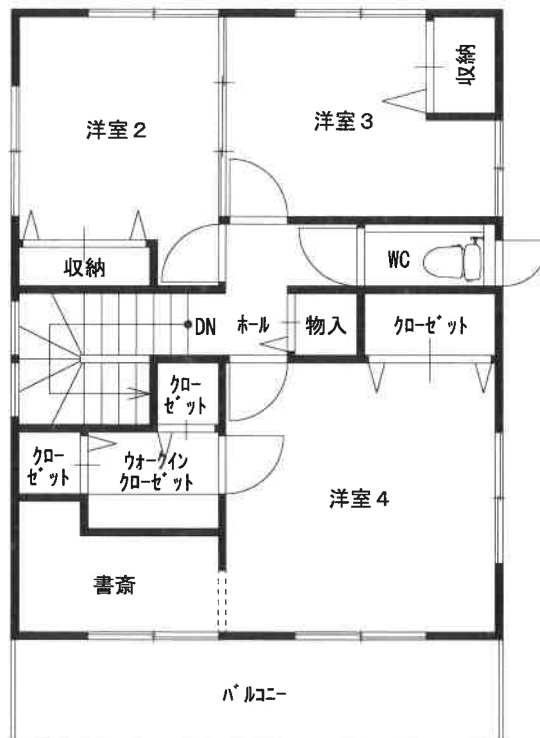 収納
洋室2
洋室3
収納
WC
DN
ホール
物入
クローゼット
クロー
ゼット
クロー
ゼット
ウォークイン
クローゼット
洋室4
書斎
バルコニー